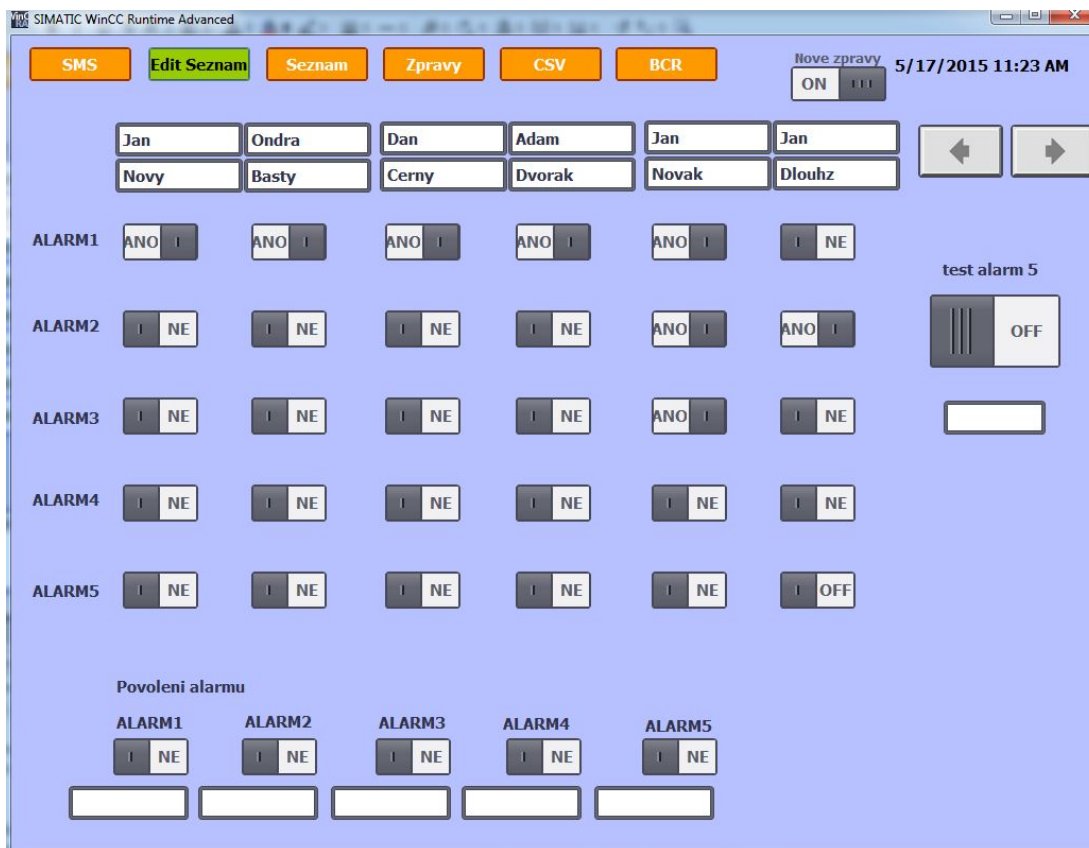 SIMATIC WinCC Runtime Advanced
SMS Edit Seznam Seznam Zpravy CSV BCR Nove zpravy 5/17/2015 11:23 AM
ON
Jan Ondra Dan Adam Jan Jan
Novy Basty Cerny Dvorak Novak Dlouhz
ALARM1 ANO ANO ANO ANO ANO NE
test alarm 5
ALARM2 NE NE NE NE ANO ANO OFF
ALARM3 NE NE NE NE ANO NE
ALARM4 NE NE NE NE NE NE
ALARM5 NE NE NE NE NE OFF
Povoleni alarmu
ALARM1 ALARM2 ALARM3 ALARM4 ALARM5
NE NE NE NE NE